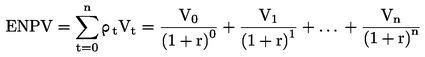 ENPV = \sum_{t=0}^{n} \rho_t V_t = \frac{V_0}{(1+r)^0} + \frac{V_1}{(1+r)^1} + \ldots + \frac{V_n}{(1+r)^n}